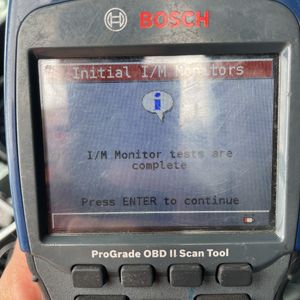 BOSCH
Initial I/M Monitors
i
I/M Monitor tests are
complete
Press ENTER to continue
ProGrade OBD II Scan Tool